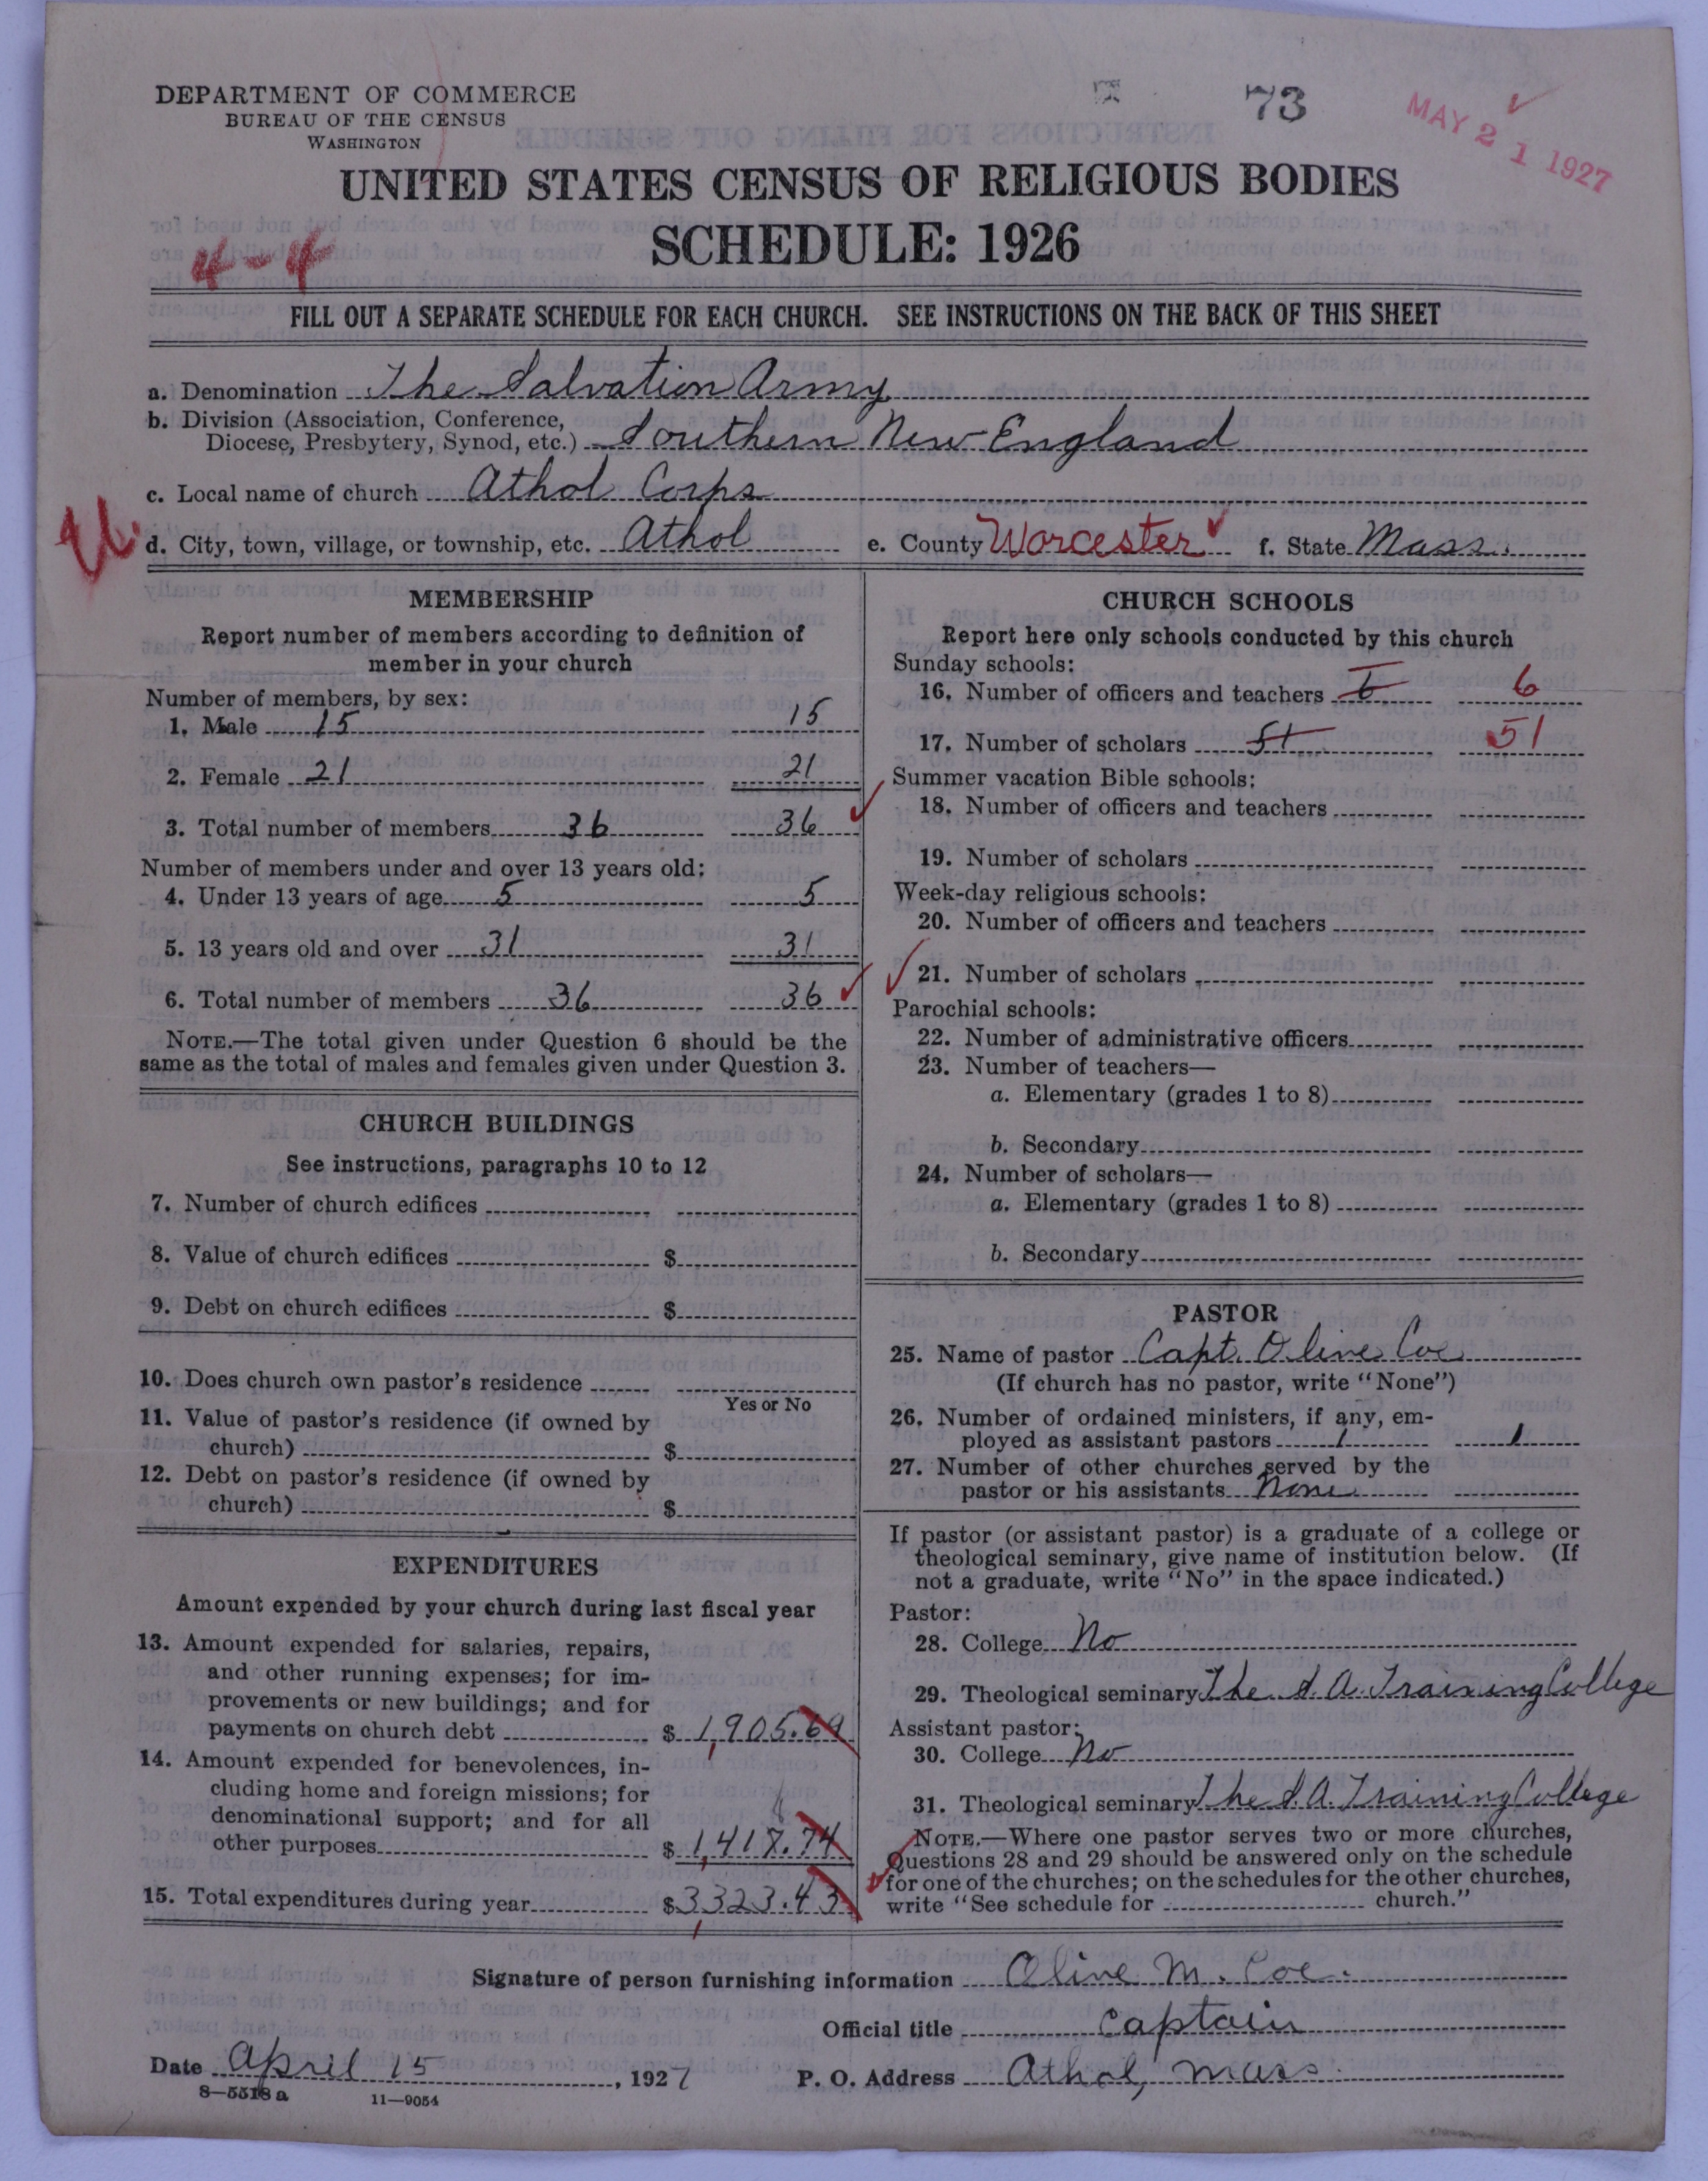 DEPARTMENT OF COMMERCE
BUREAU OF THE CENSUS
WASHINGTON
73
MAY 21 1927
UNITED STATES CENSUS OF RELIGIOUS BODIES
SCHEDULE: 1926
4-4
FILL OUT A SEPARATE SCHEDULE FOR EACH CHURCH. SEE INSTRUCTIONS ON THE BACK OF THIS SHEET
a. Denomination The Salvation Army
b. Division (Association, Conference,
Diocese, Presbytery, Synod, etc.) Southern New England
c. Local name of church Athol Corps
d. City, town, village, or township, etc. Athol e. County Worcester f. State Mass.
MEMBERSHIP
Report number of members according to definition of
member in your church
Number of members, by sex:
1. Male 15 15
2. Female 21 21
3. Total number of members 36 36
Number of members under and over 13 years old:
4. Under 13 years of age 5 5
5. 13 years old and over 31 31
6. Total number of members 36 36
NOTE.—The total given under Question 6 should be the
same as the total of males and females given under Question 3.
CHURCH BUILDINGS
See instructions, paragraphs 10 to 12
7. Number of church edifices
8. Value of church edifices $
9. Debt on church edifices $
10. Does church own pastor's residence
Yes or No
11. Value of pastor's residence (if owned by
church) $
12. Debt on pastor's residence (if owned by
church) $
EXPENDITURES
Amount expended by your church during last fiscal year
13. Amount expended for salaries, repairs,
and other running expenses; for im-
provements or new buildings; and for
payments on church debt $ 1,905.69
14. Amount expended for benevolences, in-
cluding home and foreign missions; for
denominational support; and for all
8
other purposes $ 1,417.74
15. Total expenditures during year $ 3,323.43
CHURCH SCHOOLS
Report here only schools conducted by this church
Sunday schools:
16. Number of officers and teachers 6 6
17. Number of scholars 51 51
Summer vacation Bible schools:
18. Number of officers and teachers
19. Number of scholars
Week-day religious schools:
20. Number of officers and teachers
21. Number of scholars
Parochial schools:
22. Number of administrative officers
23. Number of teachers—
a. Elementary (grades 1 to 8)
b. Secondary
24. Number of scholars—
a. Elementary (grades 1 to 8)
b. Secondary
PASTOR
25. Name of pastor Capt. Oline Coe
(If church has no pastor, write "None")
26. Number of ordained ministers, if any, em-
ployed as assistant pastors 1 1
27. Number of other churches served by the
pastor or his assistants None
If pastor (or assistant pastor) is a graduate of a college or
theological seminary, give name of institution below. (If
not a graduate, write "No" in the space indicated.)
Pastor:
28. College No
29. Theological seminary The S.A. Training College
Assistant pastor:
30. College No
31. Theological seminary The S.A. Training College
NOTE.—Where one pastor serves two or more churches,
Questions 28 and 29 should be answered only on the schedule
for one of the churches; on the schedules for the other churches,
write "See schedule for church."
Signature of person furnishing information Oline M. Coe.
Official title Captain
Date April 15, 1927 P. O. Address Athol, Mass.
8—5518 a 11—9054